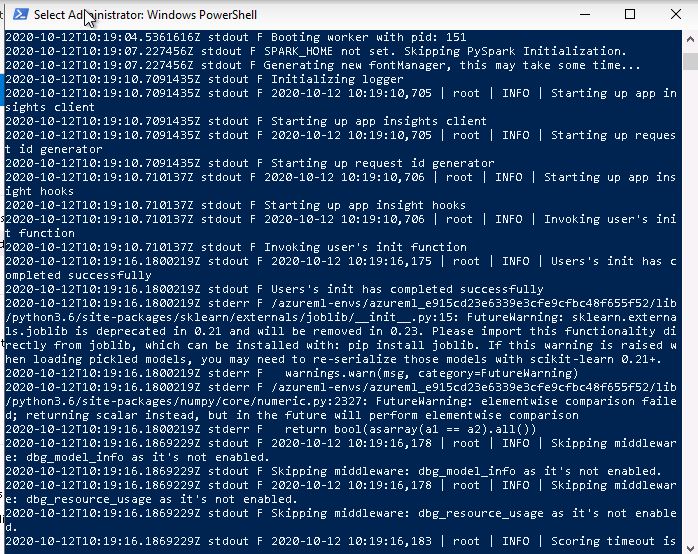 Select Administrator: Windows PowerShell
2020-10-12T10:19:04.5361616Z stdout F Booting worker with pid: 151
2020-10-12T10:19:07.227456Z stdout F SPARK_HOME not set. Skipping PySpark Initialization.
2020-10-12T10:19:07.227456Z stdout F Generating new fontManager, this may take some time...
2020-10-12T10:19:10.7091435Z stdout F Initializing logger
2020-10-12T10:19:10.7091435Z stdout F 2020-10-12 10:19:10,705 | root | INFO | Starting up app in
sights client
2020-10-12T10:19:10.7091435Z stdout F Starting up app insights client
2020-10-12T10:19:10.7091435Z stdout F 2020-10-12 10:19:10,705 | root | INFO | Starting up reques
t id generator
2020-10-12T10:19:10.7091435Z stdout F Starting up request id generator
2020-10-12T10:19:10.710137Z stdout F 2020-10-12 10:19:10,706 | root | INFO | Starting up app ins
ight hooks
2020-10-12T10:19:10.710137Z stdout F Starting up app insight hooks
2020-10-12T10:19:10.710137Z stdout F 2020-10-12 10:19:10,706 | root | INFO | Invoking user's ini
t function
2020-10-12T10:19:10.710137Z stdout F Invoking user's init function
2020-10-12T10:19:16.1800219Z stdout F 2020-10-12 10:19:16,175 | root | INFO | Users's init has c
ompleted successfully
2020-10-12T10:19:16.1800219Z stdout F Users's init has completed successfully
2020-10-12T10:19:16.1800219Z stderr F /azureml-envs/azureml_e915cd23e6339e3cfe9cfbc48f655f52/lib
/python3.6/site-packages/sklearn/externals/joblib/__init__.py:15: FutureWarning: sklearn.externa
ls.joblib is deprecated in 0.21 and will be removed in 0.23. Please import this functionality di
rectly from joblib, which can be installed with: pip install joblib. If this warning is raised w
hen loading pickled models, you may need to re-serialize those models with scikit-learn 0.21+.
2020-10-12T10:19:16.1800219Z stderr F   warnings.warn(msg, category=FutureWarning)
2020-10-12T10:19:16.1800219Z stderr F /azureml-envs/azureml_e915cd23e6339e3cfe9cfbc48f655f52/lib
/python3.6/site-packages/numpy/core/numeric.py:2327: FutureWarning: elementwise comparison faile
d; returning scalar instead, but in the future will perform elementwise comparison
2020-10-12T10:19:16.1800219Z stderr F   return bool(asarray(a1 == a2).all())
2020-10-12T10:19:16.1869229Z stdout F 2020-10-12 10:19:16,178 | root | INFO | Skipping middlewar
e: dbg_model_info as it's not enabled.
2020-10-12T10:19:16.1869229Z stdout F Skipping middleware: dbg_model_info as it's not enabled.
2020-10-12T10:19:16.1869229Z stdout F 2020-10-12 10:19:16,178 | root | INFO | Skipping middlewar
e: dbg_resource_usage as it's not enabled.
2020-10-12T10:19:16.1869229Z stdout F Skipping middleware: dbg_resource_usage as it's not enable
d.
2020-10-12T10:19:16.1869229Z stdout F 2020-10-12 10:19:16,183 | root | INFO | Scoring timeout is